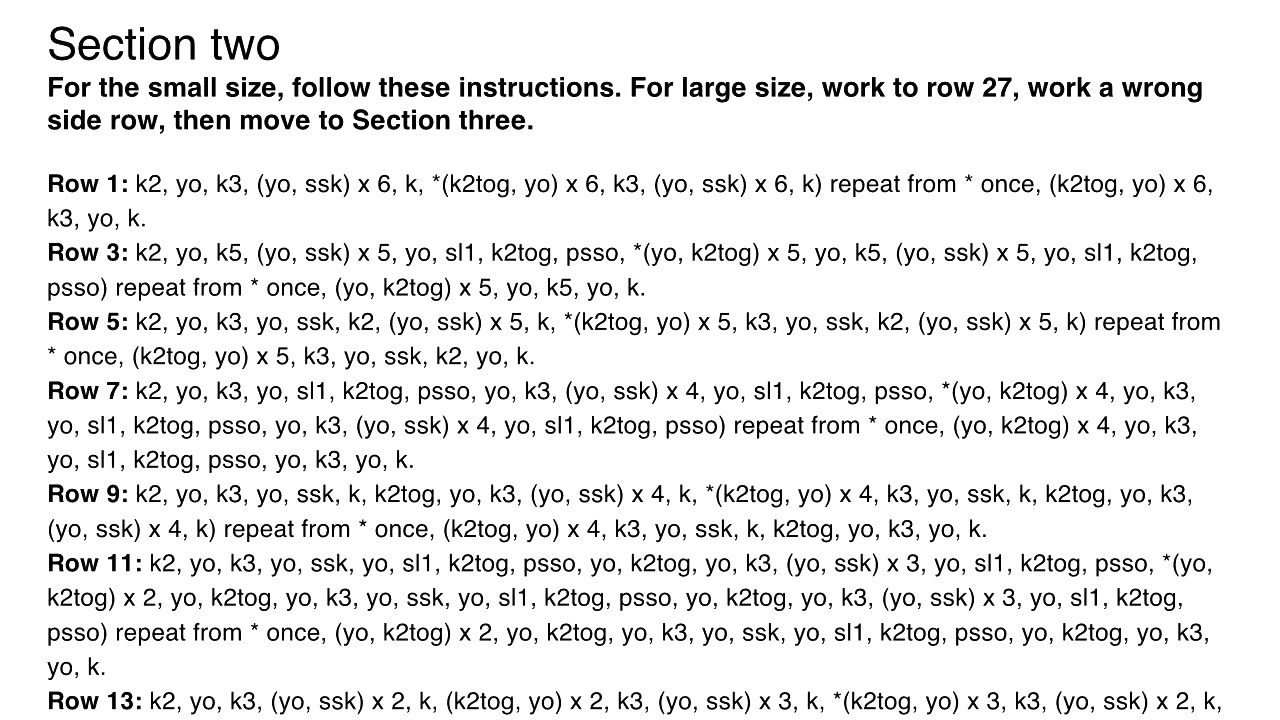 Section two
For the small size, follow these instructions. For large size, work to row 27, work a wrong
side row, then move to Section three.
Row 1: k2, yo, k3, (yo, ssk) x 6, k, *(k2tog, yo) x 6, k3, (yo, ssk) x 6, k) repeat from * once, (k2tog, yo) x 6,
k3, yo, k.
Row 3: k2, yo, k5, (yo, ssk) x 5, yo, sl1, k2tog, psso, *(yo, k2tog) x 5, yo, k5, (yo, ssk) x 5, yo, sl1, k2tog,
psso) repeat from * once, (yo, k2tog) x 5, yo, k5, yo, k.
Row 5: k2, yo, k3, yo, ssk, k2, (yo, ssk) x 5, k, *(k2tog, yo) x 5, k3, yo, ssk, k2, (yo, ssk) x 5, k) repeat from
* once, (k2tog, yo) x 5, k3, yo, ssk, k2, yo, k.
Row 7: k2, yo, k3, yo, sl1, k2tog, psso, yo, k3, (yo, ssk) x 4, yo, sl1, k2tog, psso, *(yo, k2tog) x 4, yo, k3,
yo, sl1, k2tog, psso, yo, k3, (yo, ssk) x 4, yo, sl1, k2tog, psso) repeat from * once, (yo, k2tog) x 4, yo, k3,
yo, sl1, k2tog, psso, yo, k3, yo, k.
Row 9: k2, yo, k3, yo, ssk, k, k2tog, yo, k3, (yo, ssk) x 4, k, *(k2tog, yo) x 4, k3, yo, ssk, k, k2tog, yo, k3,
(yo, ssk) x 4, k) repeat from * once, (k2tog, yo) x 4, k3, yo, ssk, k, k2tog, yo, k3, yo, k.
Row 11: k2, yo, k3, yo, ssk, yo, sl1, k2tog, psso, yo, k2tog, yo, k3, (yo, ssk) x 3, yo, sl1, k2tog, psso, *(yo,
k2tog) x 2, yo, k2tog, yo, k3, yo, ssk, yo, sl1, k2tog, psso, yo, k2tog, yo, k3, (yo, ssk) x 3, yo, sl1, k2tog,
psso) repeat from * once, (yo, k2tog) x 2, yo, k2tog, yo, k3, yo, ssk, yo, sl1, k2tog, psso, yo, k2tog, yo, k3,
yo, k.
Row 13: k2, yo, k3, (yo, ssk) x 2, k, (k2tog, yo) x 2, k3, (yo, ssk) x 3, k, *(k2tog, yo) x 3, k3, (yo, ssk) x 2, k,